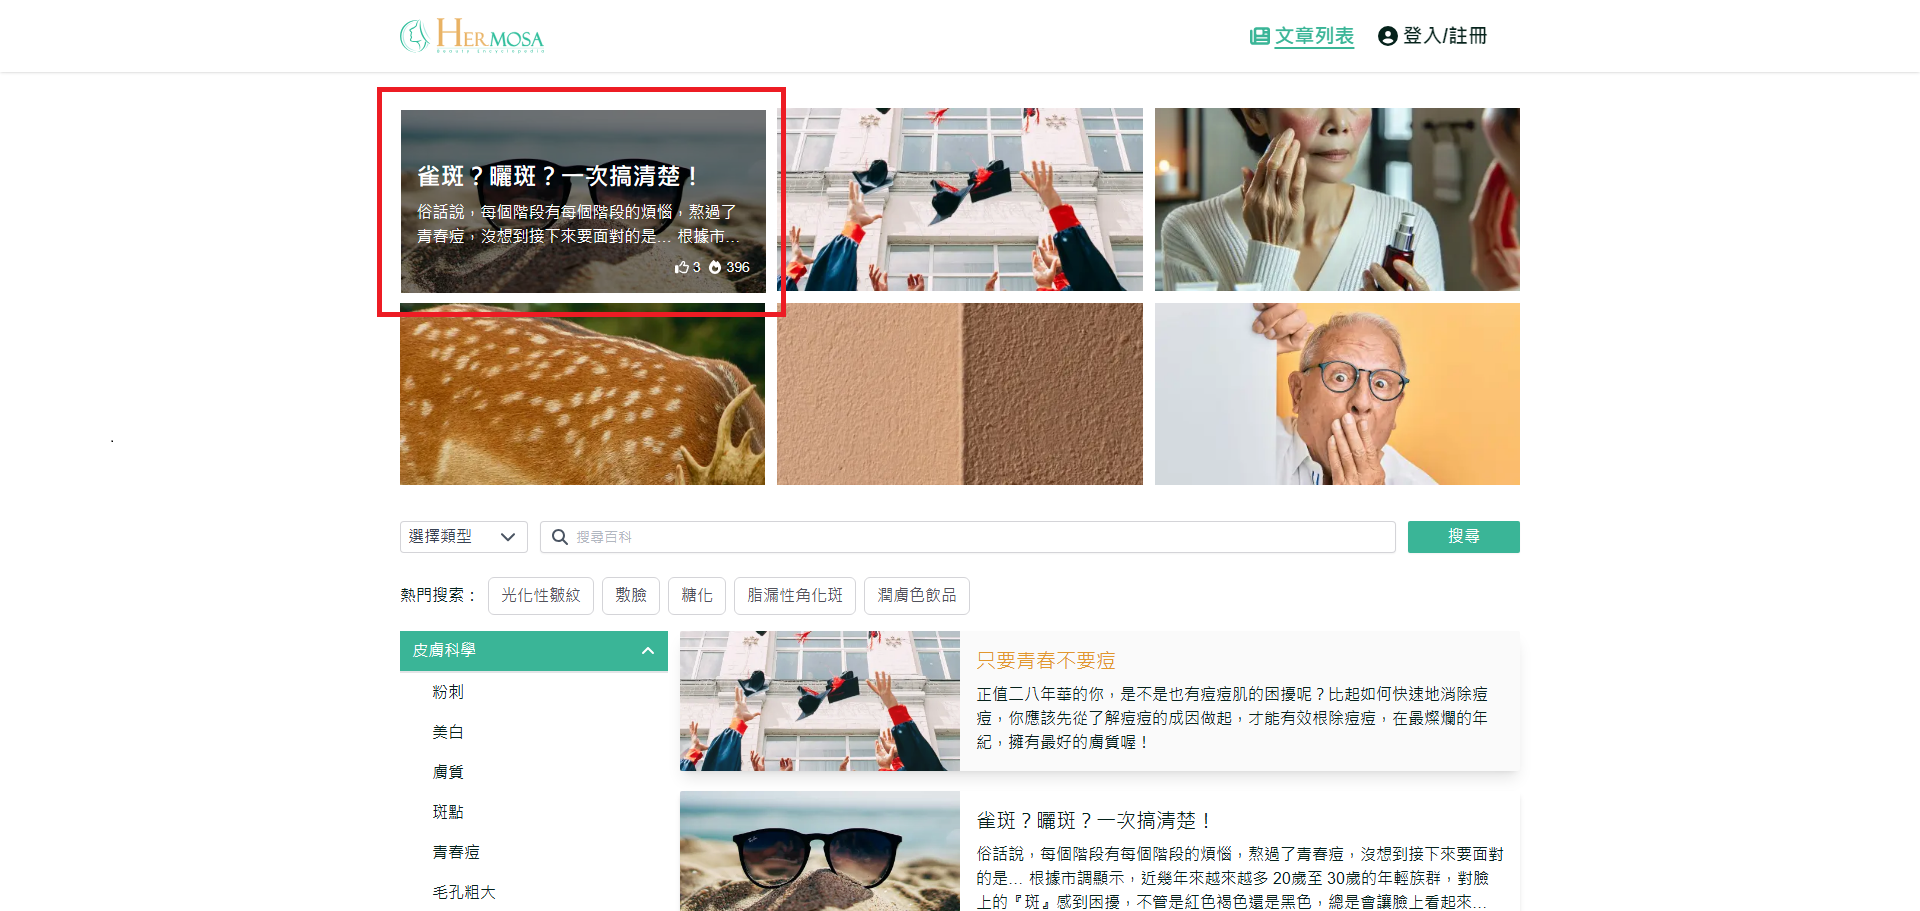 HERMOSA
Beauty Encyclopedia
文章列表
登入/註冊
雀斑？曬斑？一次搞清楚！
俗話說，每個階段有每個階段的煩惱，熬過了
青春痘，沒想到接下來要面對的是... 根據市...
3 396
選擇類型
搜尋百科
搜尋
熱門搜索：
光化性皺紋
敷臉
糖化
脂漏性角化斑
潤膚色飲品
皮膚科學
粉刺
美白
膚質
斑點
青春痘
毛孔粗大
只要青春不要痘
正值二八年華的你，是不是也有痘痘肌的困擾呢？比起如何快速地消除痘
痘，你應該先從了解痘痘的成因做起，才能有效根除痘痘，在最燦爛的年
紀，擁有最好的膚質喔！
雀斑？曬斑？一次搞清楚！
俗話說，每個階段有每個階段的煩惱，熬過了青春痘，沒想到接下來要面對
的是... 根據市調顯示，近幾年來越來越多 20歲至 30歲的年輕族群，對臉
上的『斑』感到困擾，不管是紅色褐色還是黑色，總是會讓臉上看起來...